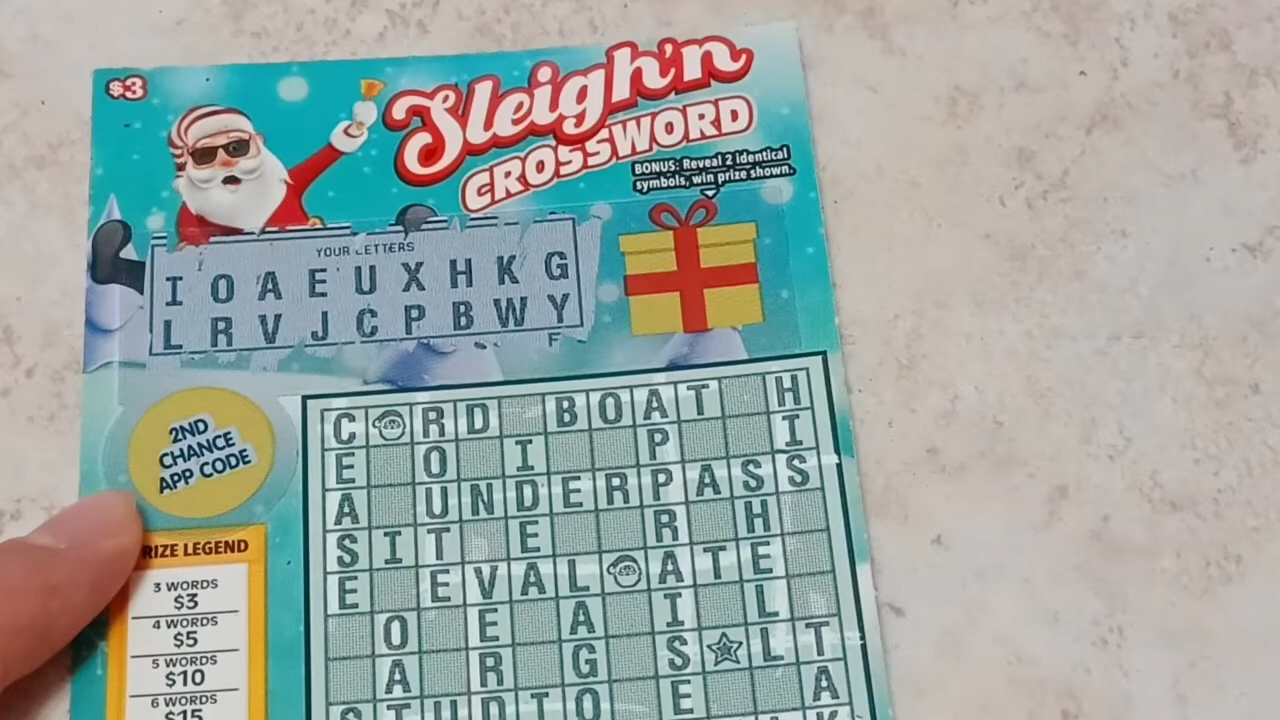 $3
Sleigh'n
CROSSWORD
BONUS: Reveal 2 identical
symbols, win prize shown.
YOUR LETTERS
I O A E U X H K G
L R V J C P B W Y
F
2ND
CHANCE
APP CODE
RIZE LEGEND
3 WORDS
$3
4 WORDS
$5
5 WORDS
$10
6 WORDS
$15
C R D B O A T H
E O I P I
A U N D E R P A S S
S I T E R H
E E V A L A T E
O E A I L
A R G S L T
S T U D I O E A